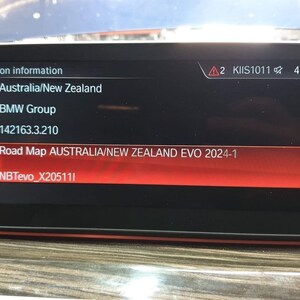 on information
2 KIIS1011 4
Australia/New Zealand
BMW Group
142163.3.210
Road Map AUSTRALIA/NEW ZEALAND EVO 2024-1
NBTevo_X20511I